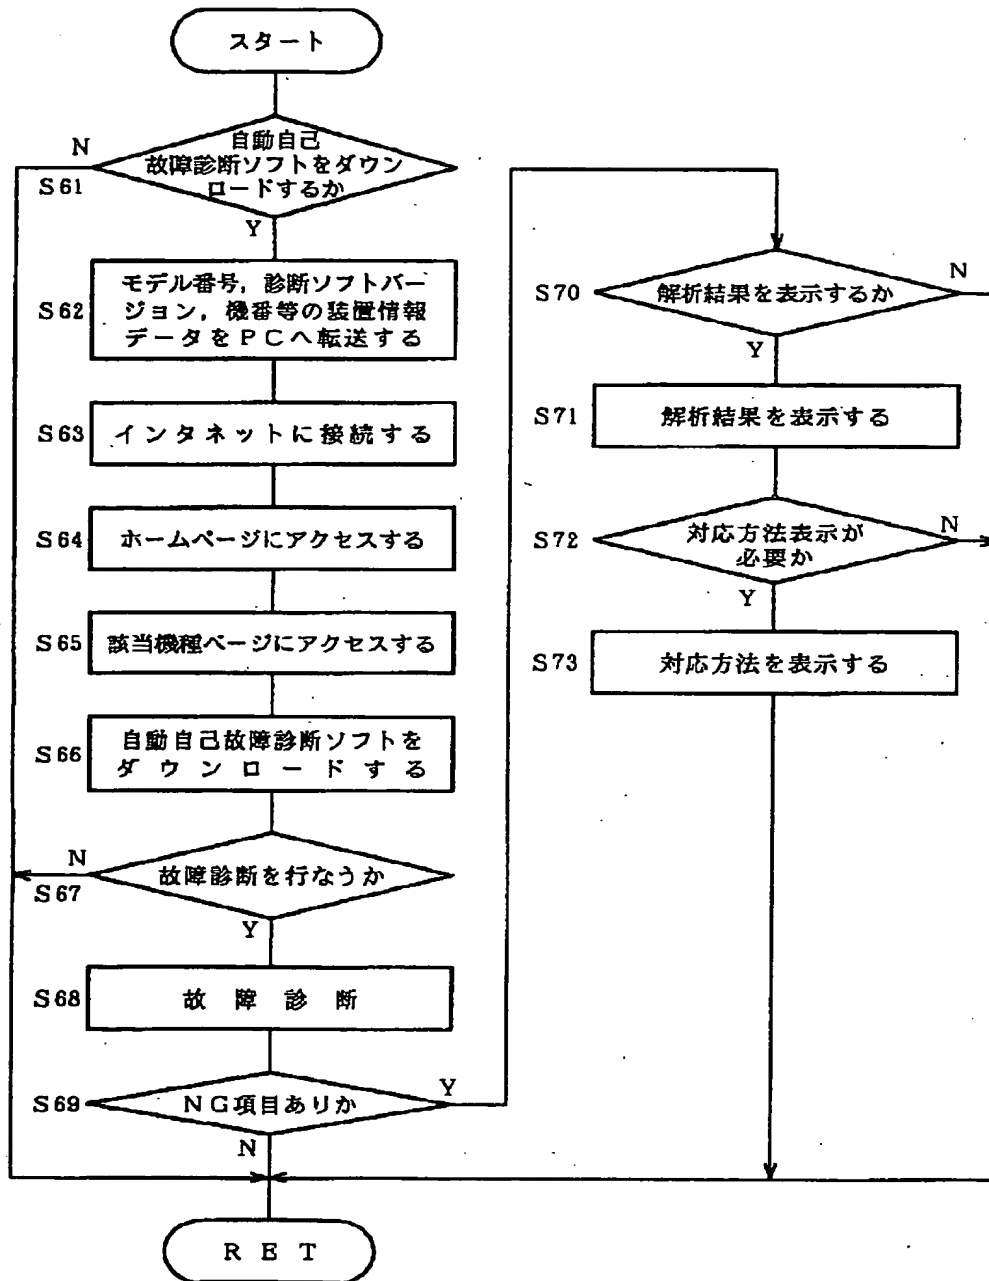 スタート
N
S61
自動自己
故障診断ソフトをダウン
ロードするか
Y
S62
モデル番号，診断ソフトバー
ジョン，機番等の装置情報
データをPCへ転送する
S63
インタネットに接続する
S64
ホームページにアクセスする
S65
該当機種ページにアクセスする
S66
自動自己故障診断ソフトを
ダウンロードする
N
S67
故障診断を行なうか
Y
S68
故障診断
S69
NG項目ありか
Y
N
RET
S70
解析結果を表示するか
N
Y
S71
解析結果を表示する
S72
対応方法表示が
必要か
N
Y
S73
対応方法を表示する